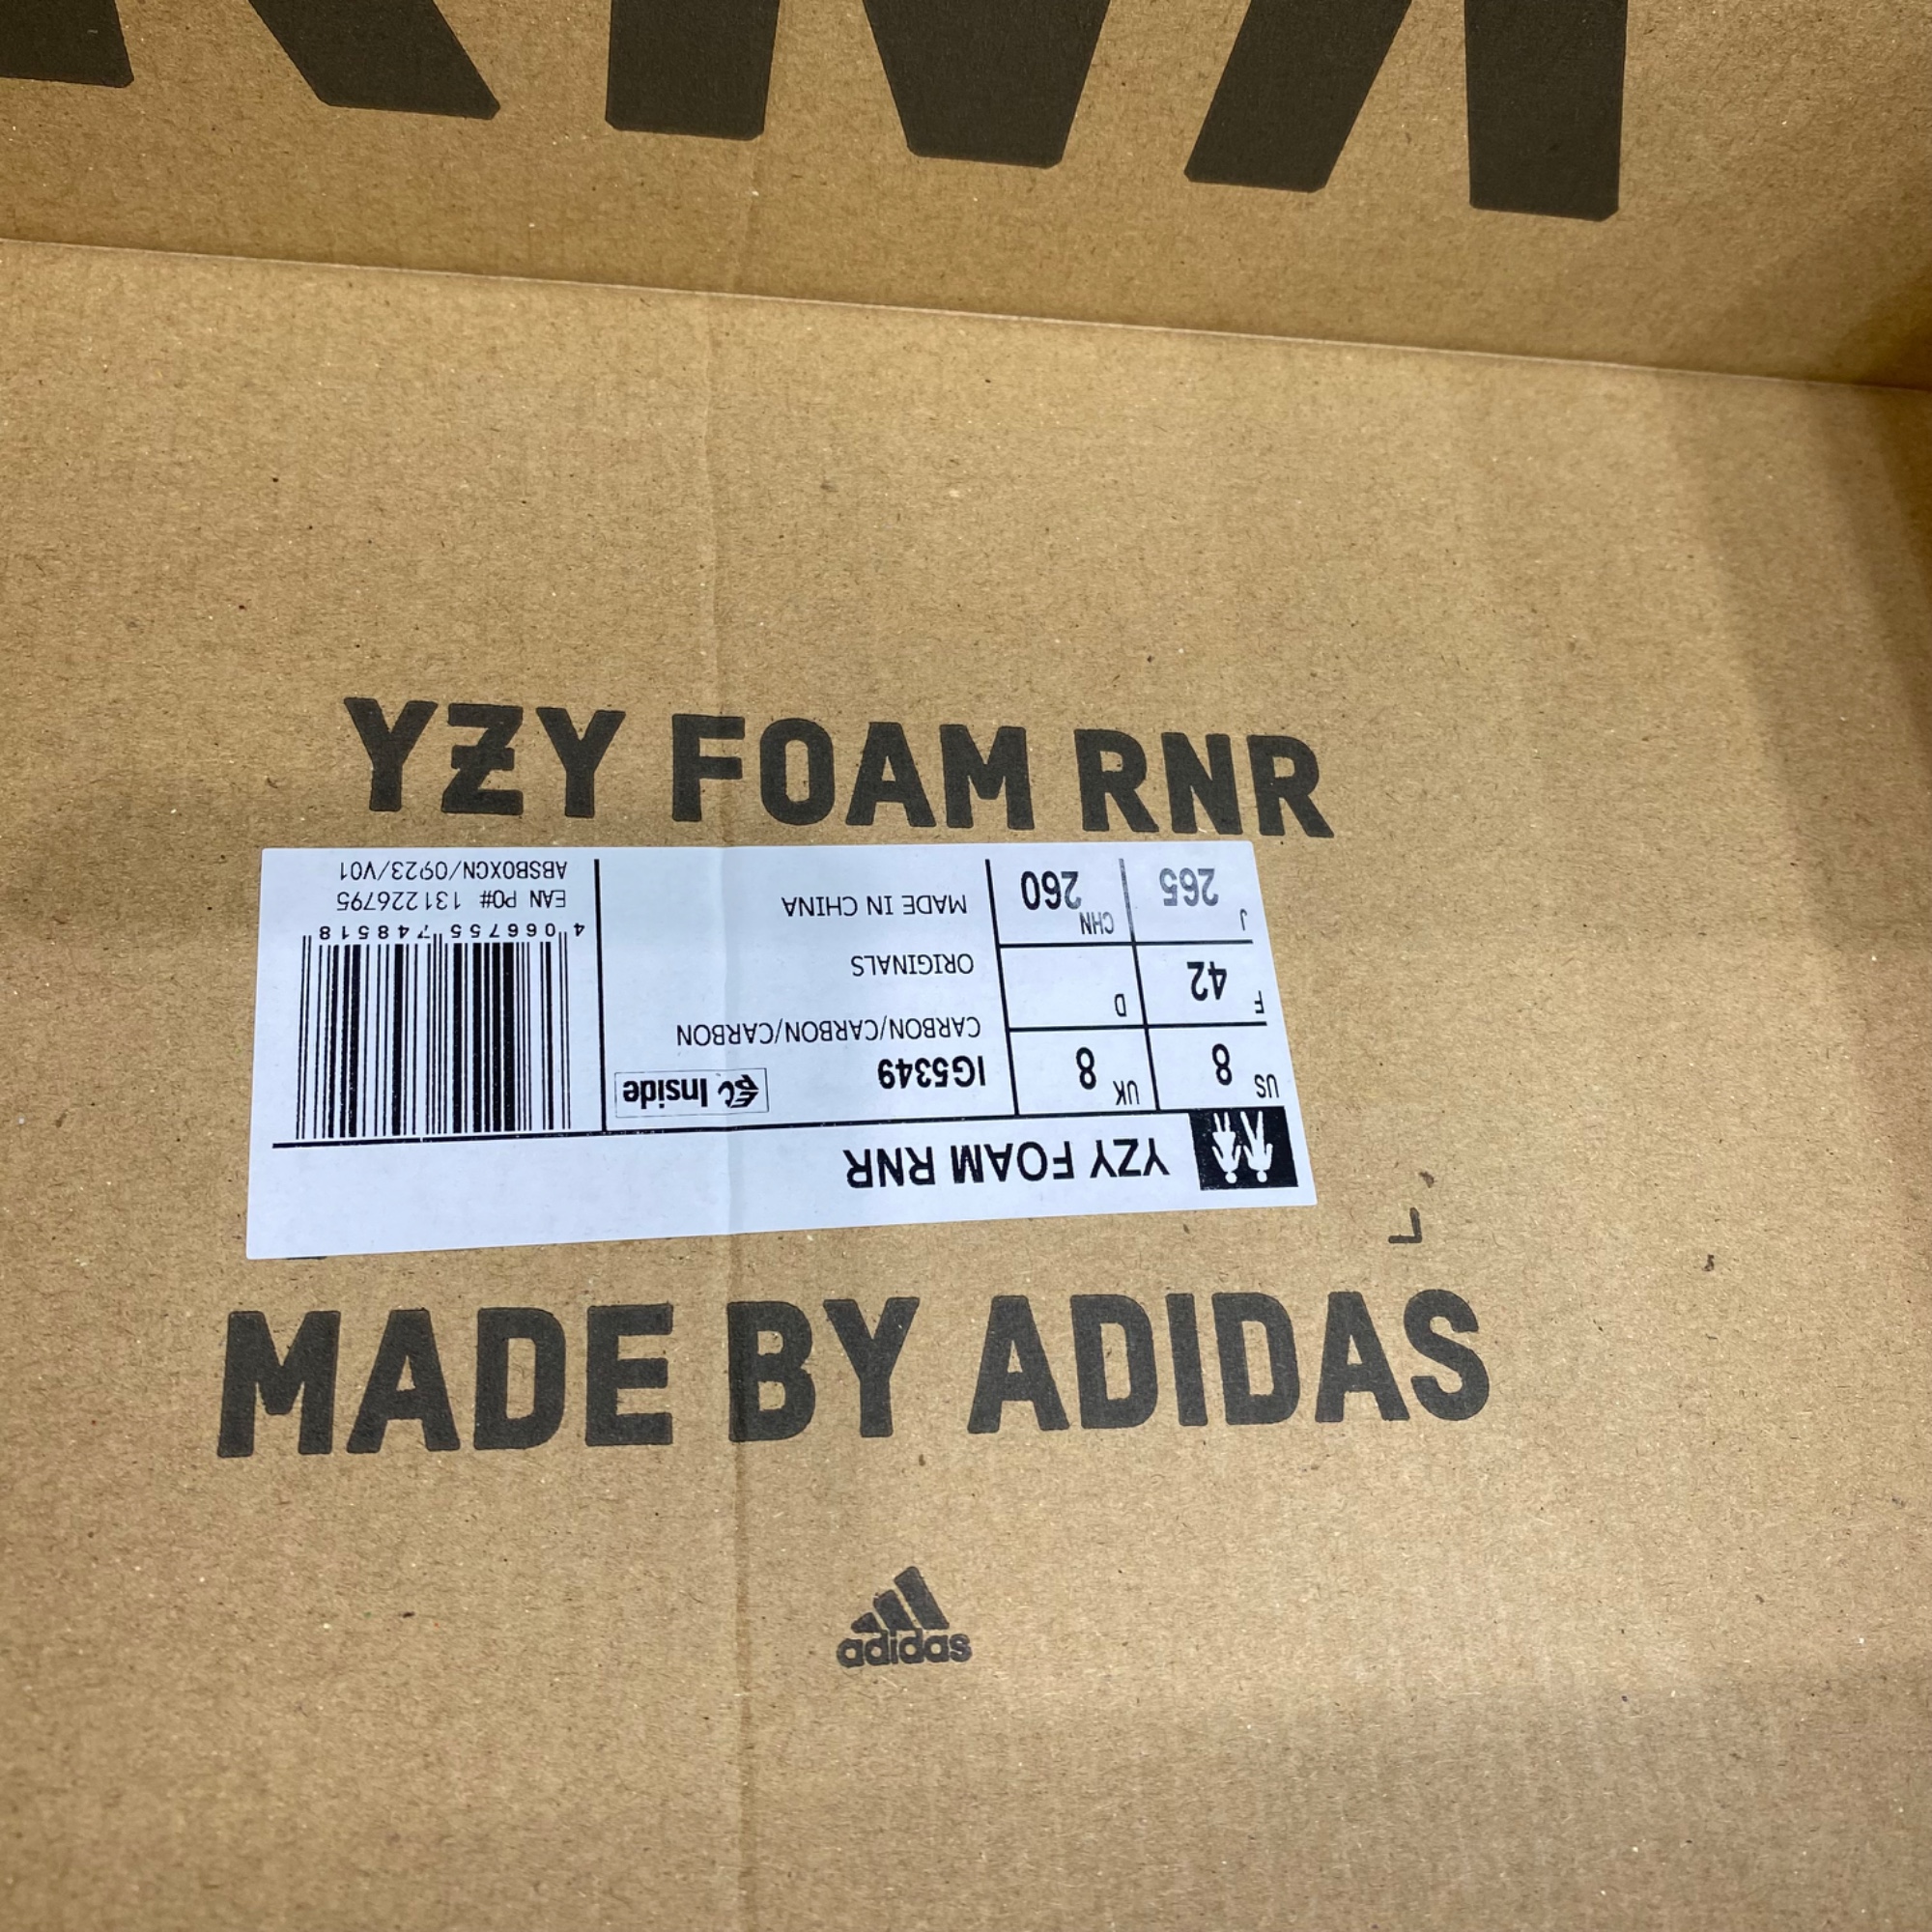 YZY FOAM RNR
YZY FOAM RNR
US 8
UK 8
IG5349
EC Inside
F 42
D
CARBON/CARBON/CARBON
ORIGINALS
J 265
CHN 260
MADE IN CHINA
4 066755 748518
EAN PO# 131226795
ABSBOXCN/0923/V01
MADE BY ADIDAS
adidas